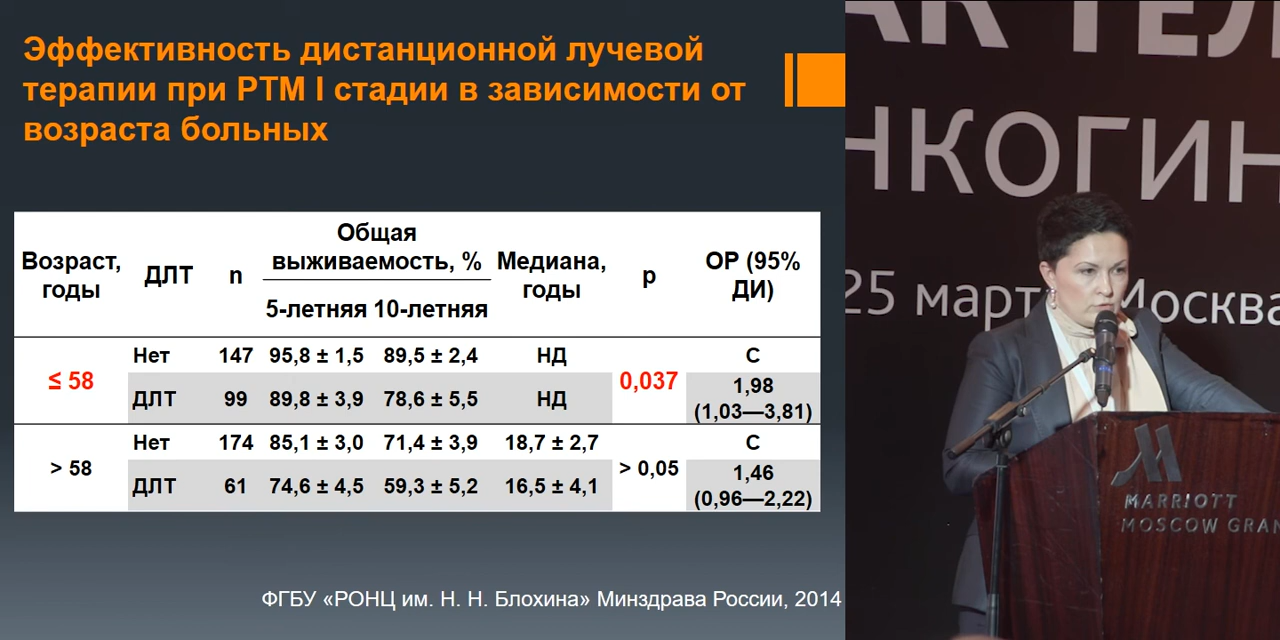 Эффективность дистанционной лучевой
терапии при РТМ I стадии в зависимости от
возраста больных
Возраст, годы ДЛТ n Общая выживаемость, % Медиана, годы p ОР (95% ДИ)
5-летняя 10-летняя
≤ 58 Нет 147 95,8 ± 1,5 89,5 ± 2,4 НД 0,037 С
ДЛТ 99 89,8 ± 3,9 78,6 ± 5,5 НД 1,98 (1,03—3,81)
> 58 Нет 174 85,1 ± 3,0 71,4 ± 3,9 18,7 ± 2,7 > 0,05 С
ДЛТ 61 74,6 ± 4,5 59,3 ± 5,2 16,5 ± 4,1 1,46 (0,96—2,22)
ФГБУ «РОНЦ им. Н. Н. Блохина» Минздрава России, 2014
АК ТЕЛ
НКОГИН
25 марта Москва
MARRIOTT
MOSCOW GRAN